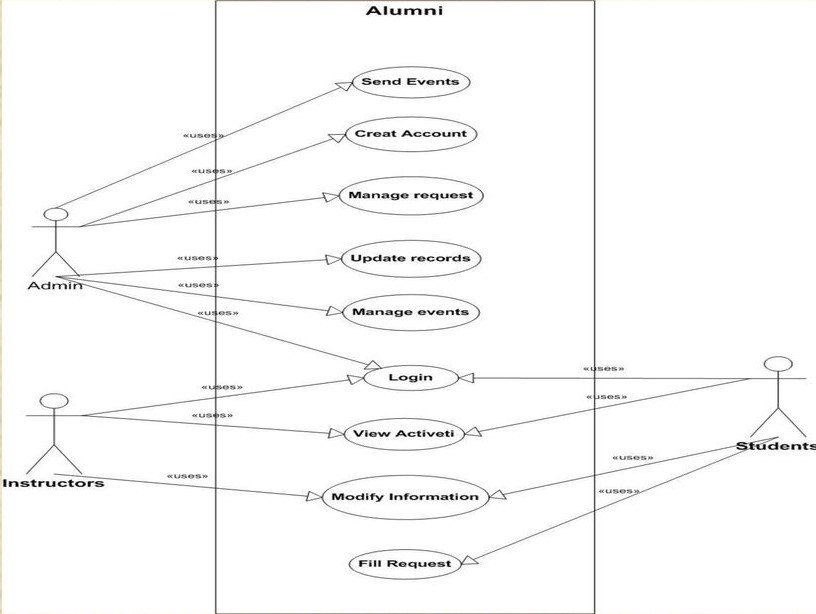 Alumni
Send Events
«uses»
Creat Account
«uses»
Manage request
«uses»
Update records
«uses»
Admin
«uses»
Manage events
«uses»
Login
«uses»
«uses»
«uses»
«uses»
View Activeti
Students
«uses»
«uses»
Instructors
«uses»
Modify Information
Fill Request